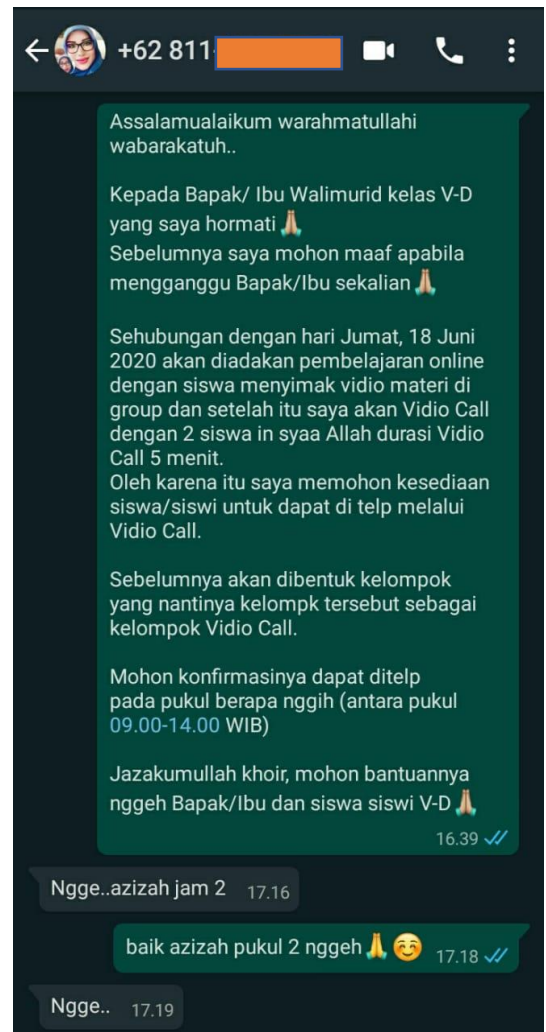 +62 811-
Assalamualaikum warahmatullahi
wabarakatuh..
Kepada Bapak/ Ibu Walimurid kelas V-D
yang saya hormati 🙏🏼
Sebelumnya saya mohon maaf apabila
mengganggu Bapak/Ibu sekalian 🙏🏼
Sehubungan dengan hari Jumat, 18 Juni
2020 akan diadakan pembelajaran online
dengan siswa menyimak vidio materi di
group dan setelah itu saya akan Vidio Call
dengan 2 siswa in syaa Allah durasi Vidio
Call 5 menit.
Oleh karena itu saya memohon kesediaan
siswa/siswi untuk dapat di telp melalui
Vidio Call.
Sebelumnya akan dibentuk kelompok
yang nantinya kelompk tersebut sebagai
kelompok Vidio Call.
Mohon konfirmasinya dapat ditelp
pada pukul berapa nggih (antara pukul
09.00-14.00 WIB)
Jazakumullah khoir, mohon bantuannya
nggeh Bapak/Ibu dan siswa siswi V-D 🙏🏼
16.39
Ngge..azizah jam 2 17.16
baik azizah pukul 2 nggeh 🙏☺️ 17.18
Ngge.. 17.19